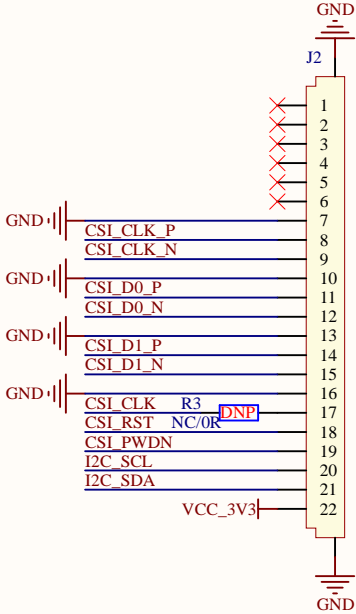 GND
J2
1
2
3
4
5
6
GND 7
CSI_CLK_P 8
CSI_CLK_N 9
GND 10
CSI_D0_P 11
CSI_D0_N 12
GND 13
CSI_D1_P 14
CSI_D1_N 15
GND 16
CSI_CLK R3 DNP 17
CSI_RST NC/0R 18
CSI_PWDN 19
I2C_SCL 20
I2C_SDA 21
VCC_3V3 22
GND